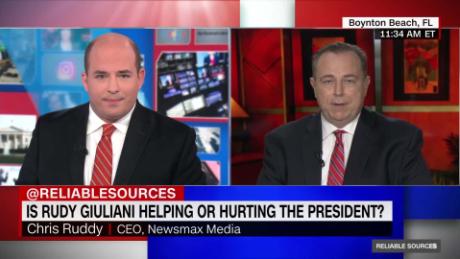 Boynton Beach, FL
11:34 AM ET
@RELIABLESOURCES
IS RUDY GIULIANI HELPING OR HURTING THE PRESIDENT?
Chris Ruddy | CEO, Newsmax Media
RELIABLE SOURCES